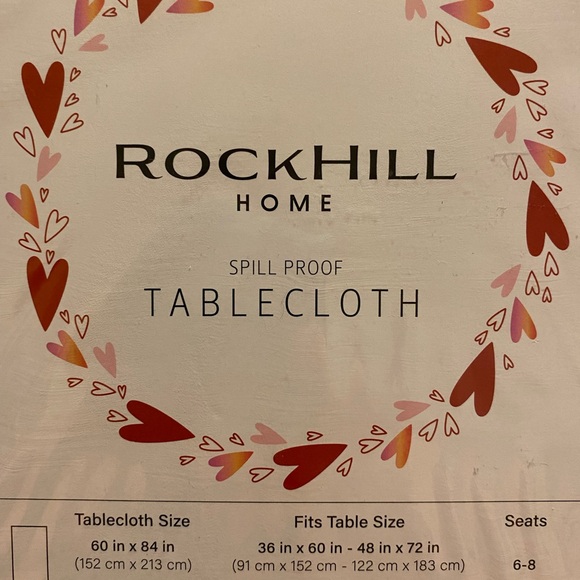 ROCKHILL
HOME
SPILL PROOF
TABLECLOTH
Tablecloth Size Fits Table Size Seats
60 in x 84 in 36 in x 60 in - 48 in x 72 in
(152 cm x 213 cm) (91 cm x 152 cm - 122 cm x 183 cm) 6-8